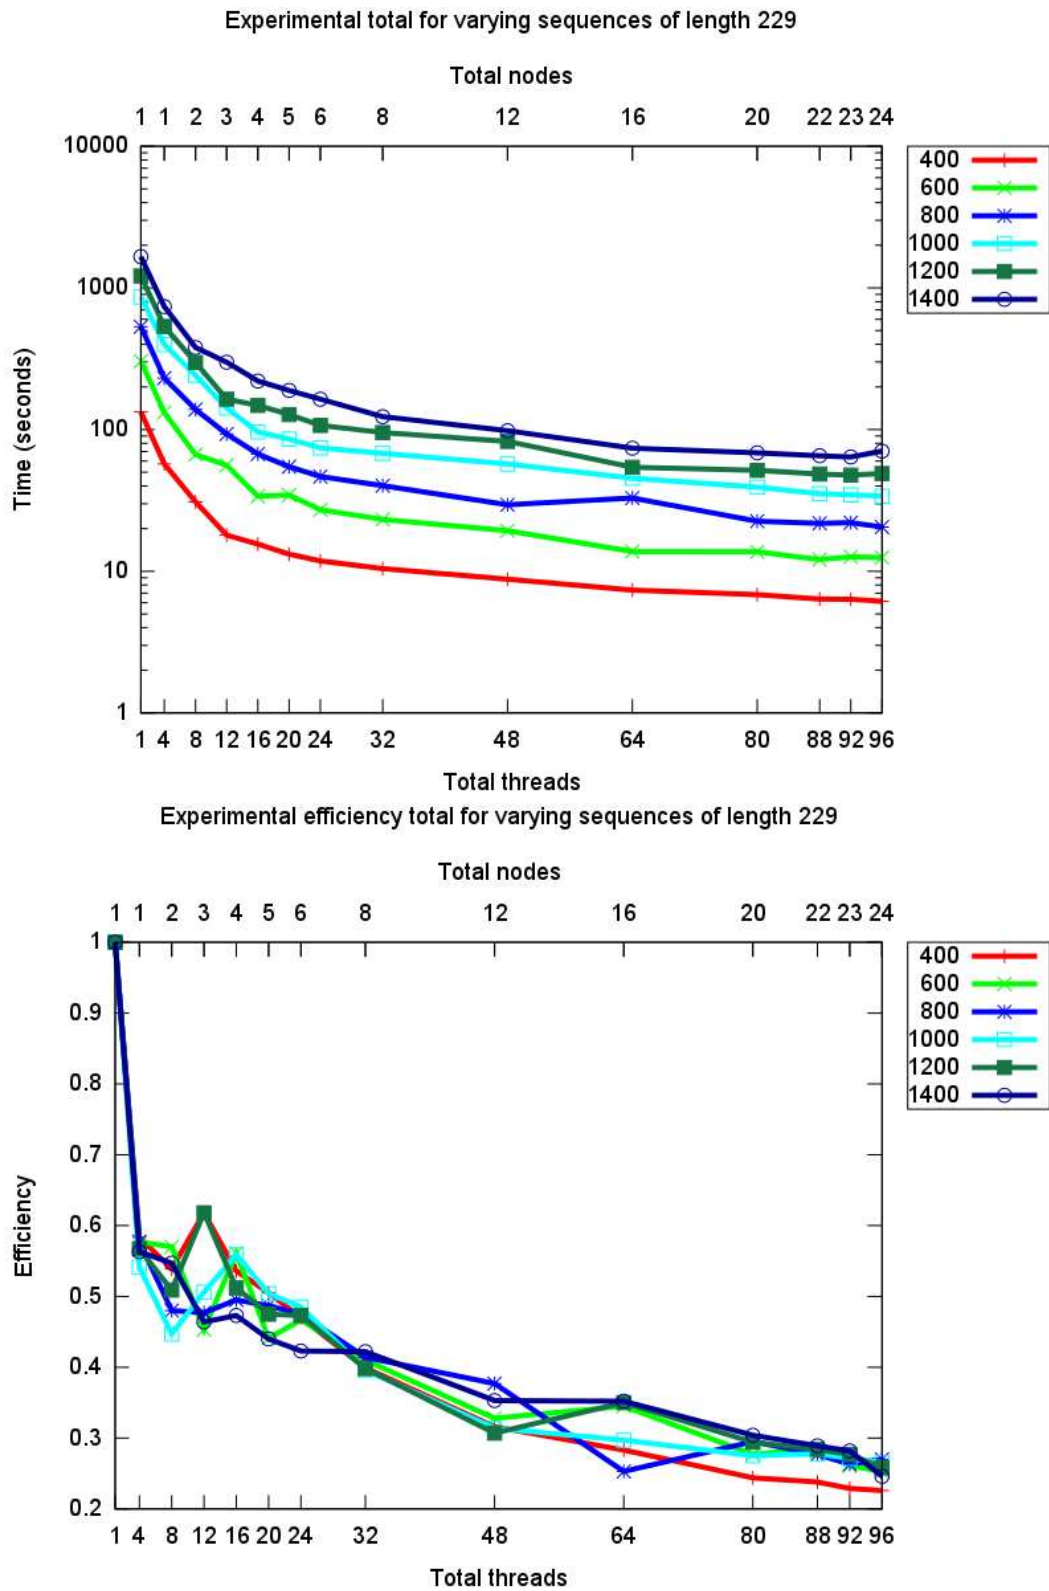 Experimental total for varying sequences of length 229
Total nodes
1 1 2 3 4 5 6 8 12 16 20 22 23 24
10000
1000
100
10
1
Time (seconds)
1 4 8 12 16 20 24 32 48 64 80 88 92 96
Total threads
400
600
800
1000
1200
1400
Experimental efficiency total for varying sequences of length 229
Total nodes
1 1 2 3 4 5 6 8 12 16 20 22 23 24
1
0.9
0.8
0.7
0.6
0.5
0.4
0.3
0.2
Efficiency
1 4 8 12 16 20 24 32 48 64 80 88 92 96
Total threads
400
600
800
1000
1200
1400